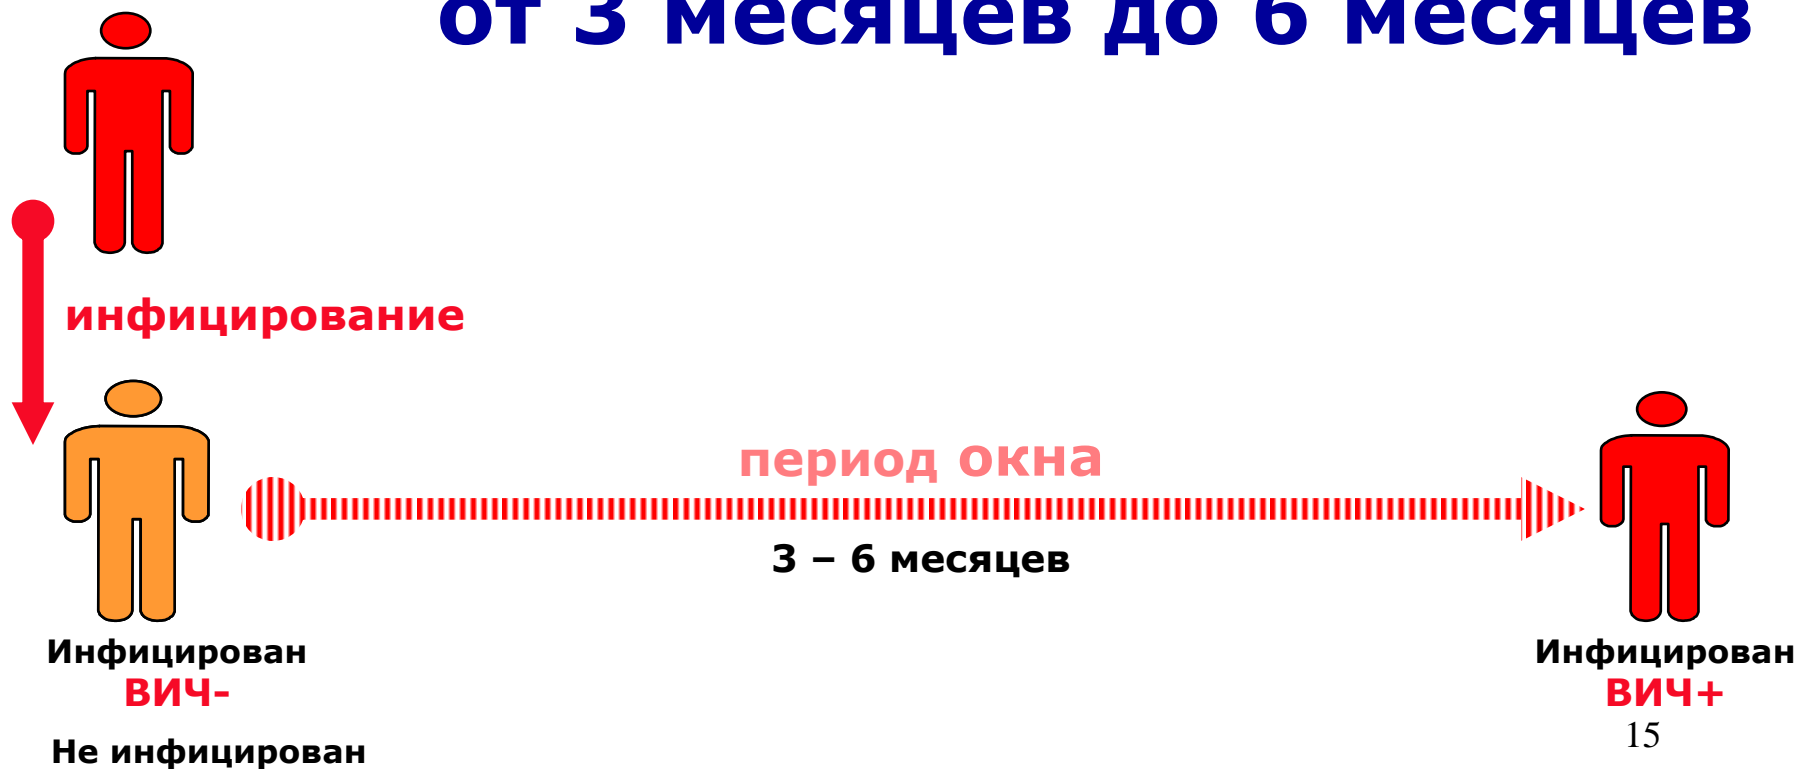 от 3 месяцев до 6 месяцев
инфицирование
период окна
3 – 6 месяцев
Инфицирован
ВИЧ-
Не инфицирован
Инфицирован
ВИЧ+
15